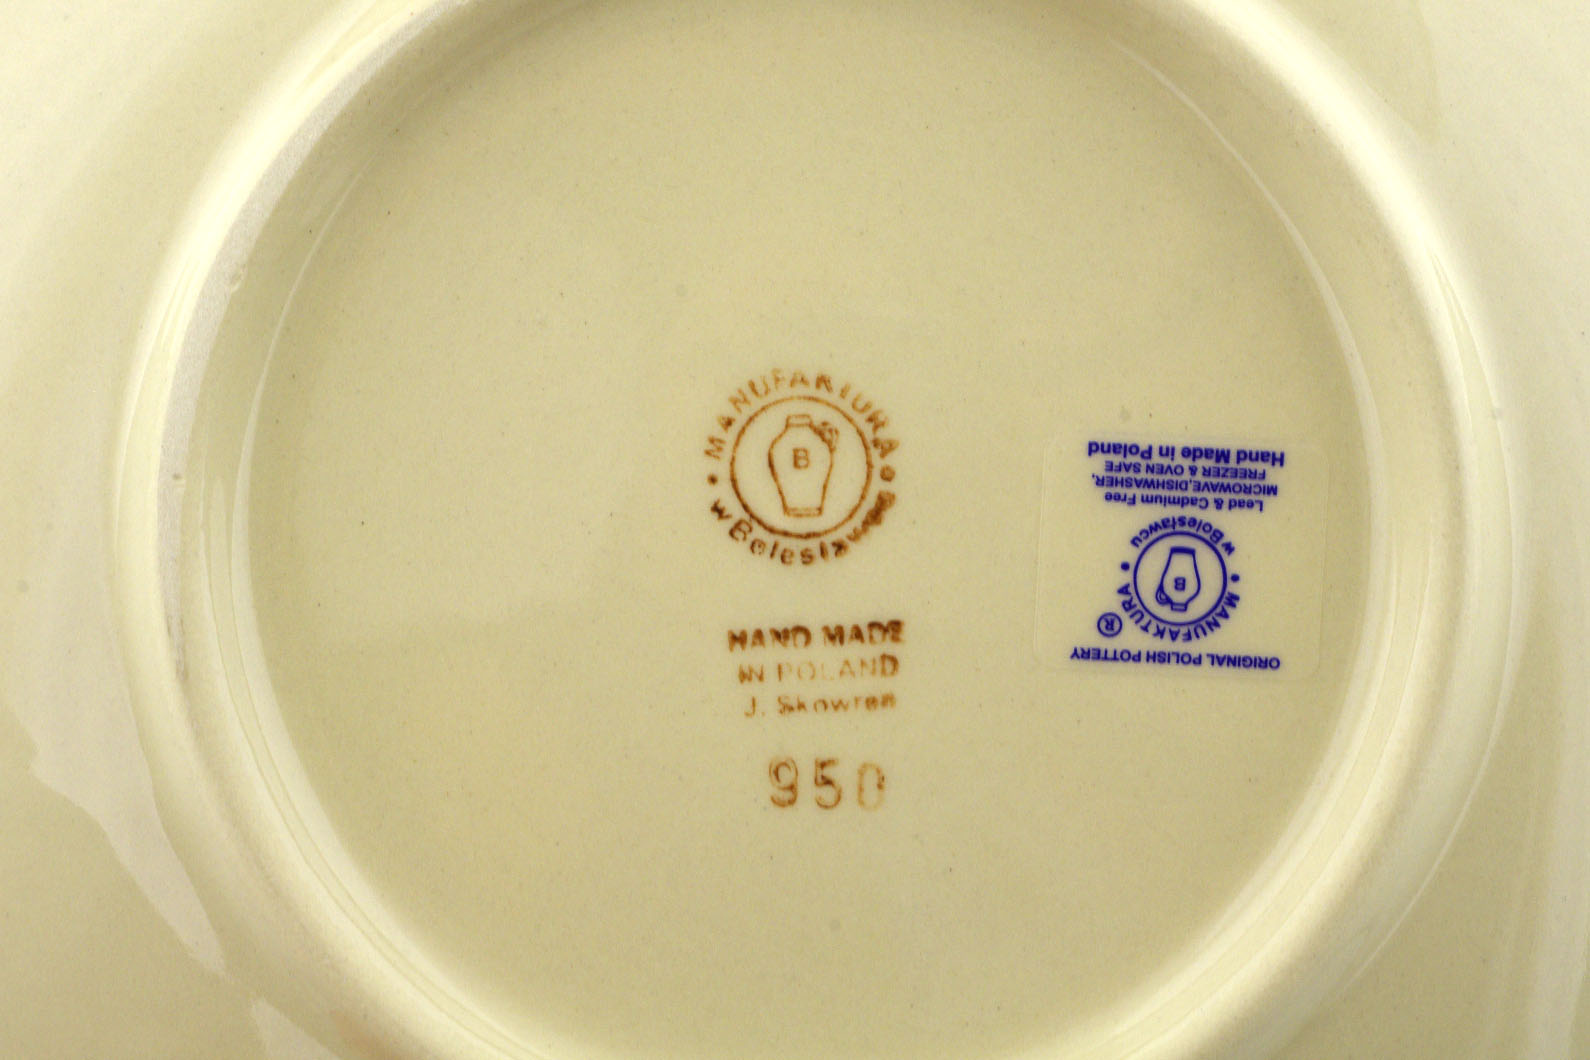 MANUFAKTURA
w Bolesławcu
B
HAND MADE
IN POLAND
J. Skowron
950
ORIGINAL POLISH POTTERY
MANUFAKTURA ®
B
w Bolesławcu
Lead & Cadmium Free
MICROWAVE,DISHWASHER,
FREEZER & OVEN SAFE
Hand Made in Poland